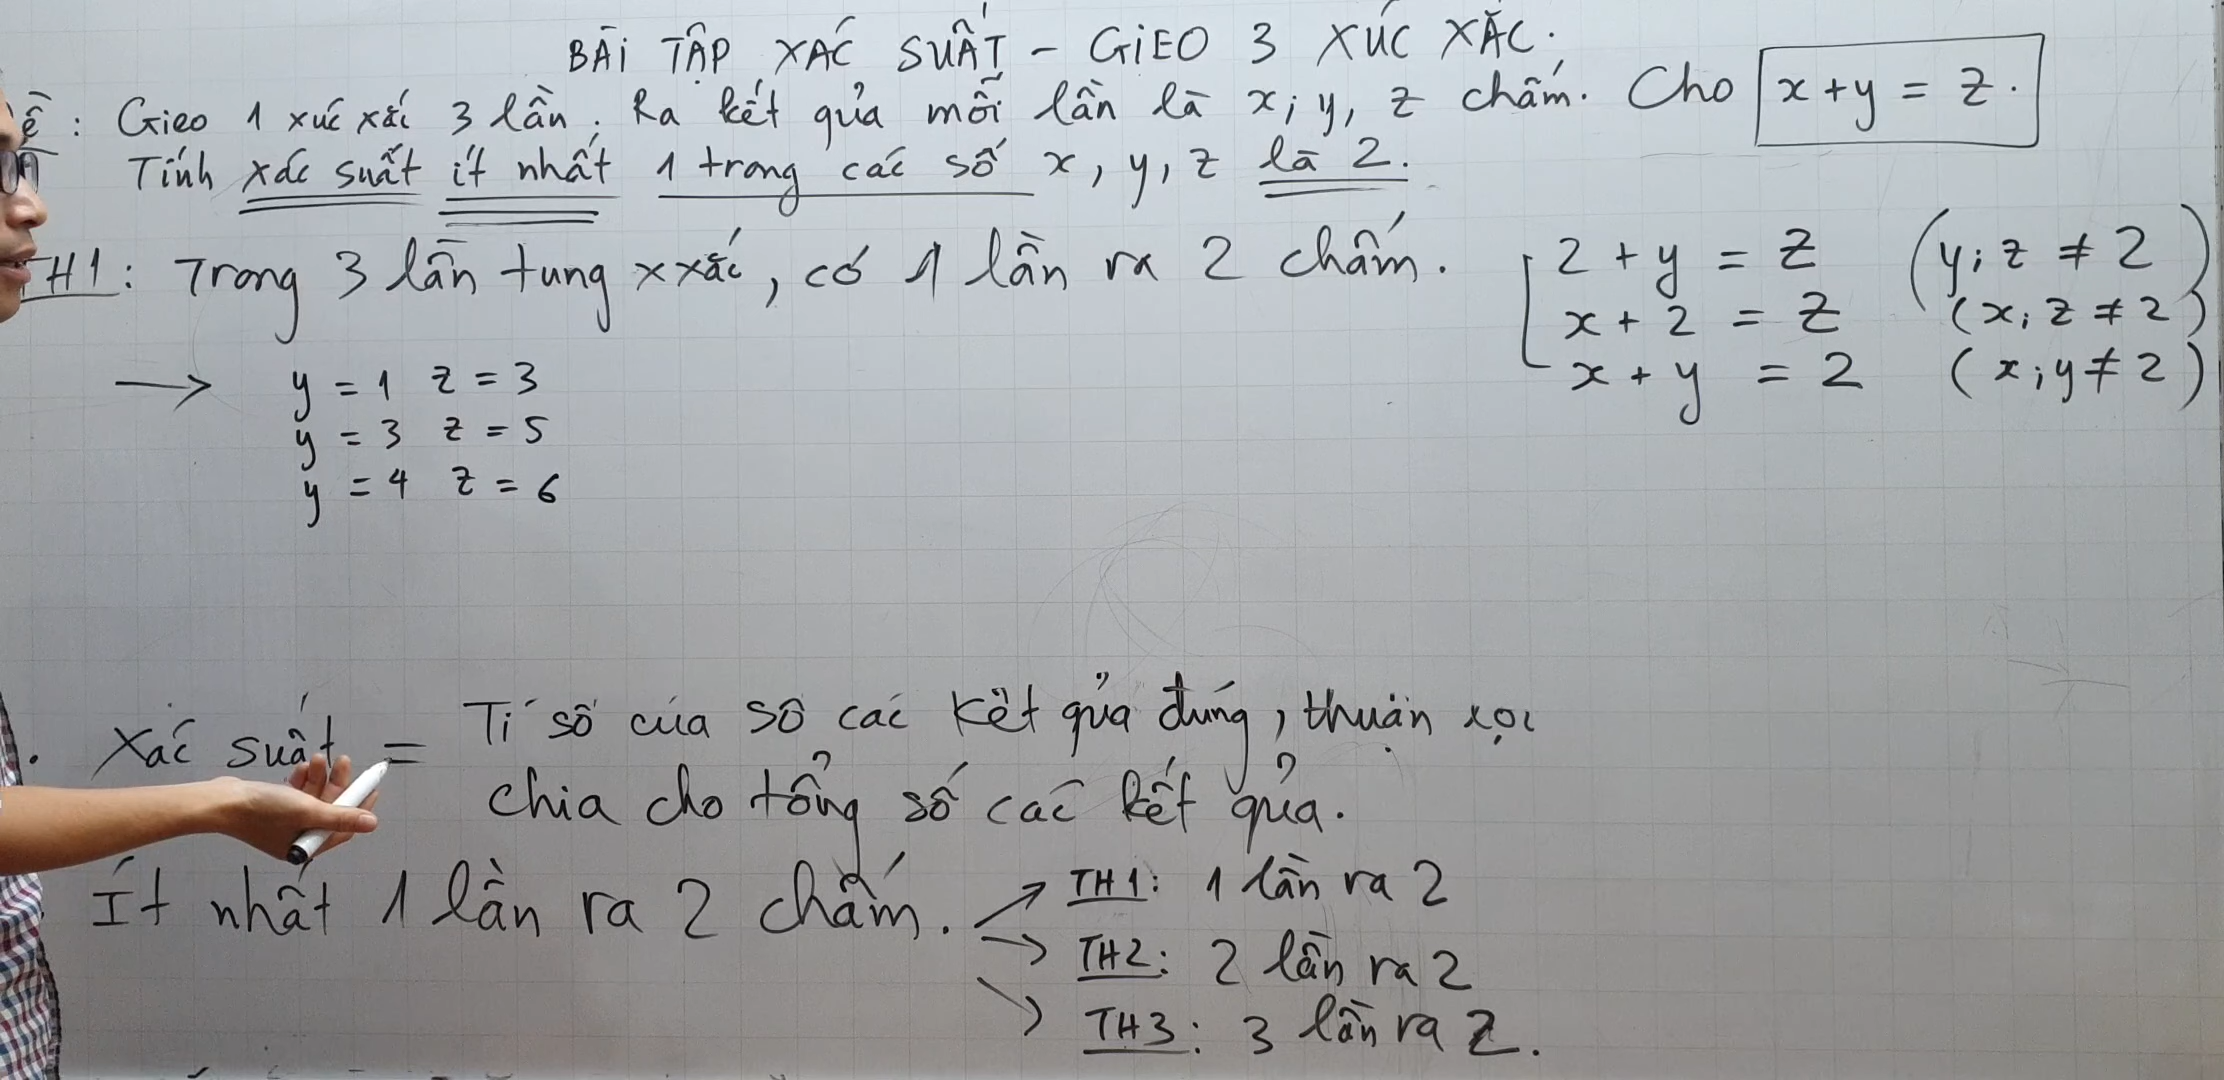 BÀI TẬP XÁC SUẤT - GIEO 3 XÚC XẮC.
ề: Gieo 1 xúc xắc 3 lần. Ra kết quả mỗi lần là x; y, z chấm. Cho x + y = z.
Tính xác suất ít nhất 1 trong các số x, y, z là 2.
TH1: Trong 3 lần tung xxắc, có 1 lần ra 2 chấm.
2 + y = z (y; z ≠ 2)
x + 2 = z (x; z ≠ 2)
x + y = 2 (x; y ≠ 2)
→ y = 1 z = 3
y = 3 z = 5
y = 4 z = 6
. Xác suất = Tỉ số của số các kết quả đúng, thuận lợi
chia cho tổng số các kết quả.
Ít nhất 1 lần ra 2 chấm. → TH1: 1 lần ra 2
→ TH2: 2 lần ra 2
→ TH3: 3 lần ra 2.